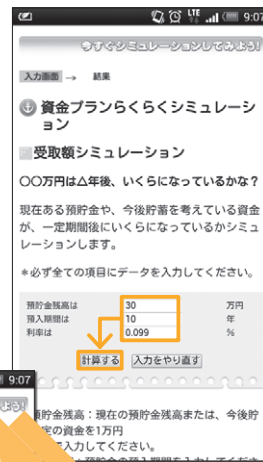 LTE 9:07
今すぐシミュレーションしてみよう!
入力画面 → 結果
資金プランらくらくシミュレーシ
ョン
受取額シミュレーション
○○万円は△年後、いくらになっているかな？
現在ある預貯金や、今後貯蓄を考えている資金
が、一定期間後にいくらになっているかシミュ
レーションします。
＊必ず全ての項目にデータを入力してください。
預貯金残高は 30 万円
預入期間は 10 年
利率は 0.099 %
計算する 入力をやり直す
9:07
預貯金残高：現在の預貯金残高または、今後貯
定の資金を1万円
入力してください。